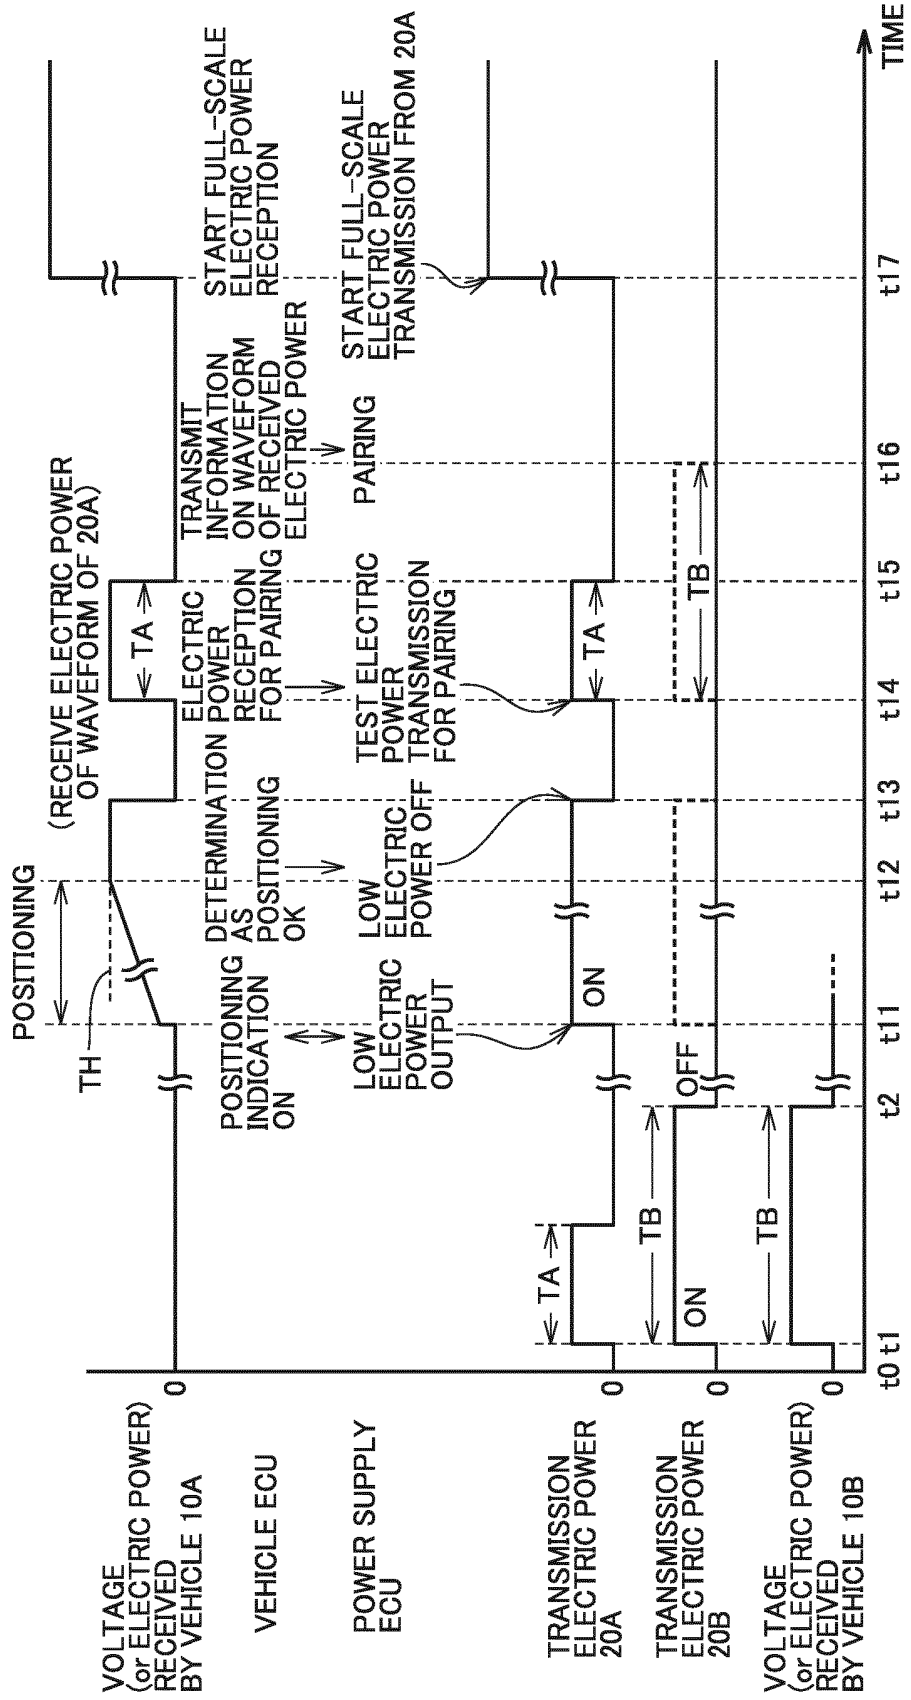 POSITIONING
(RECEIVE ELECTRIC POWER
OF WAVEFORM OF 20A)
TH
TA
VOLTAGE
(or ELECTRIC POWER)
RECEIVED
BY VEHICLE 10A
0
VEHICLE ECU
POSITIONING
INDICATION
ON
DETERMINATION
AS
POSITIONING
OK
ELECTRIC
POWER
RECEPTION
FOR PAIRING
TRANSMIT
INFORMATION
ON WAVEFORM
OF RECEIVED
ELECTRIC POWER
START FULL-SCALE
ELECTRIC POWER
RECEPTION
POWER SUPPLY
ECU
LOW
ELECTRIC
POWER
OUTPUT
LOW
ELECTRIC
POWER OFF
TEST ELECTRIC
POWER
TRANSMISSION
FOR PAIRING
PAIRING
START FULL-SCALE
ELECTRIC POWER
TRANSMISSION FROM 20A
TRANSMISSION
ELECTRIC POWER
20A
0
TA
ON
TA
TRANSMISSION
ELECTRIC POWER
20B
0
TB
ON
OFF
TB
VOLTAGE
(or ELECTRIC POWER)
RECEIVED
BY VEHICLE 10B
0
TB
t0 t1 t2 t11 t12 t13 t14 t15 t16 t17
TIME